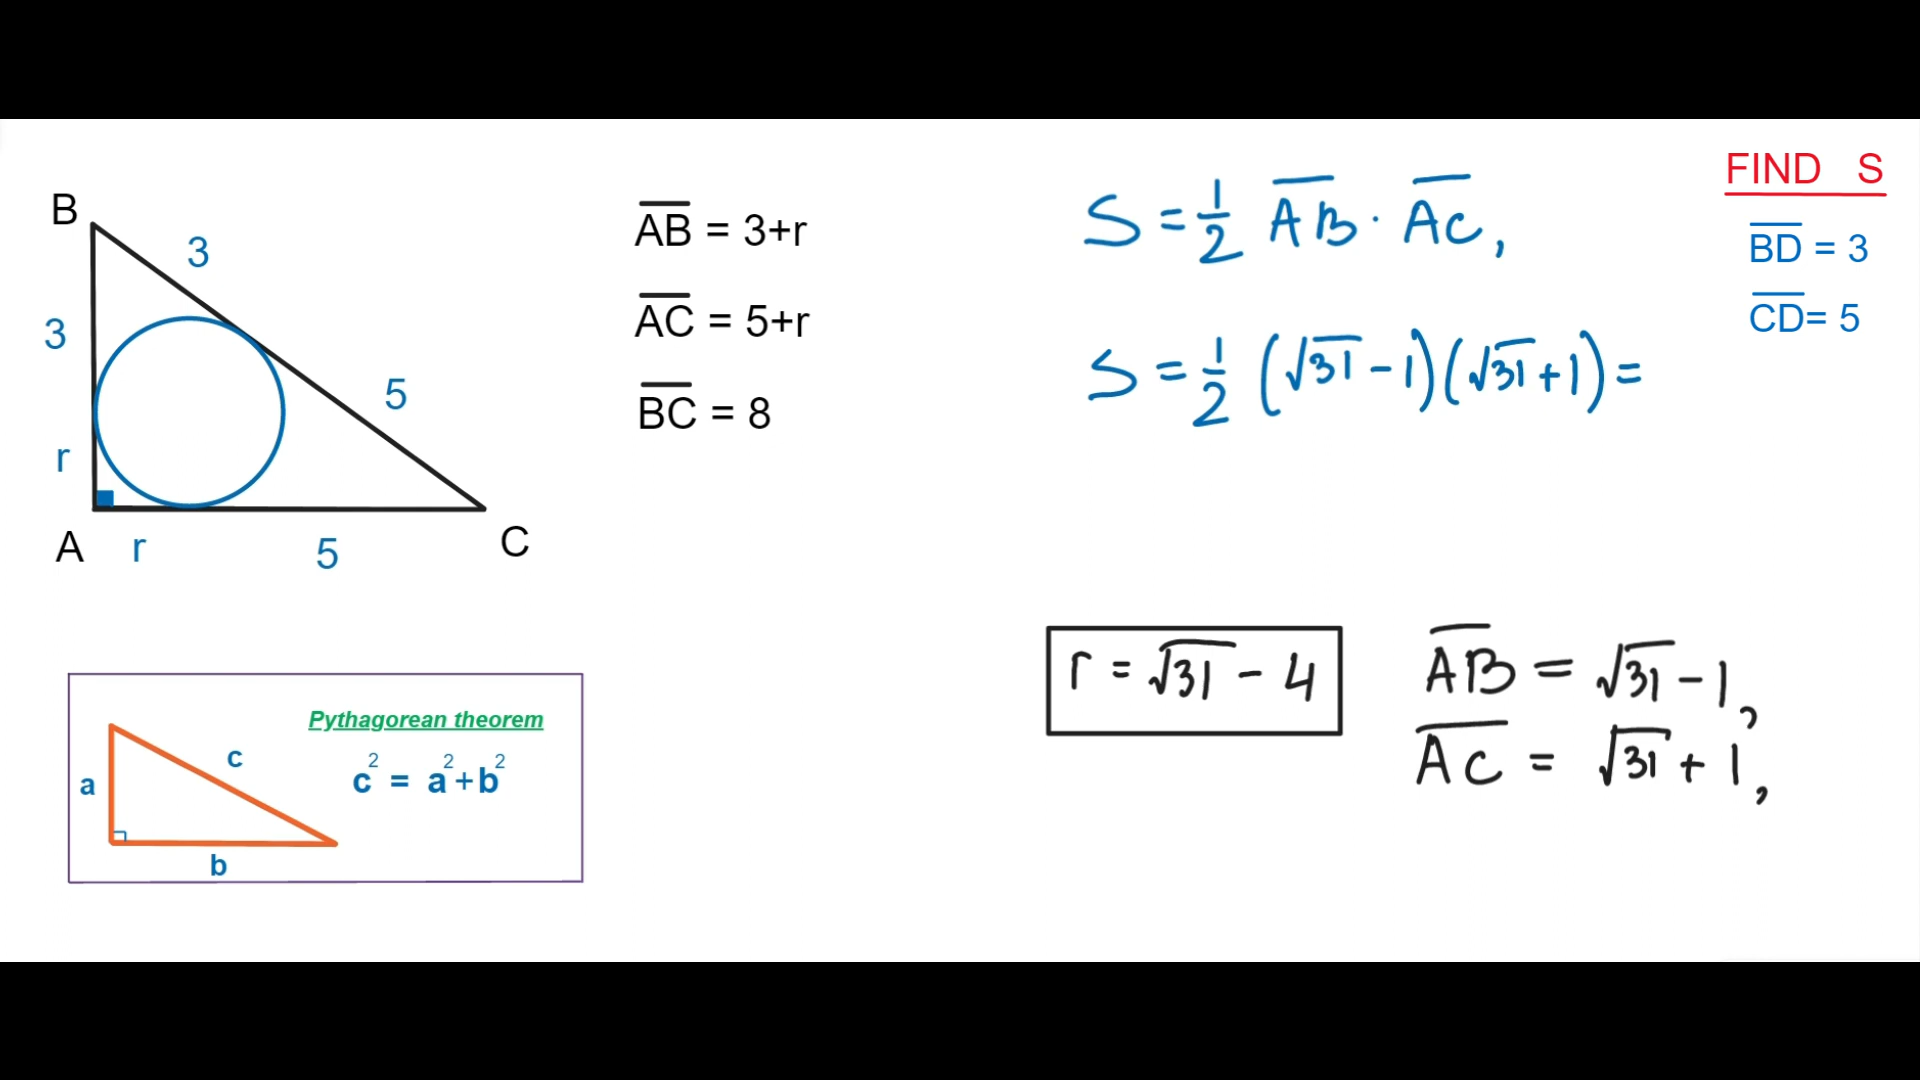 B
3
3
5
r
A
r
5
C
AB = 3+r
AC = 5+r
BC = 8
S = 1/2 AB · AC,
S = 1/2 (√31 - 1)(√31 + 1) =
FIND S
BD = 3
CD= 5
r = √31 - 4
AB = √31 - 1,
AC = √31 + 1,
Pythagorean theorem
c² = a²+b²
a
c
b